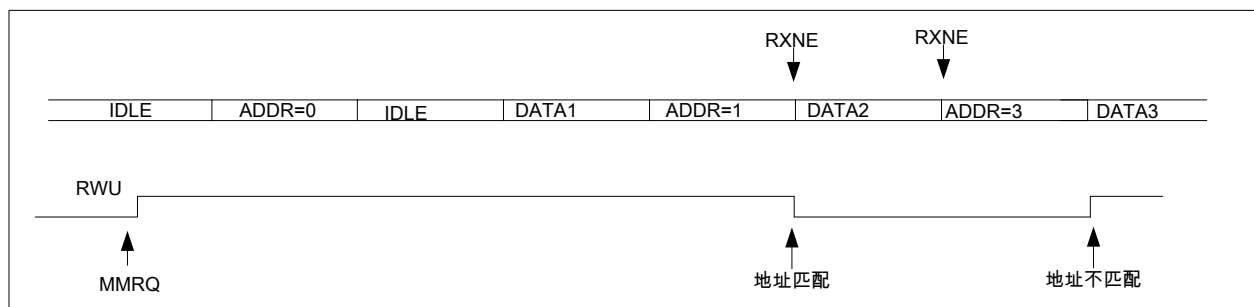 RXNE RXNE
IDLE ADDR=0 IDLE DATA1 ADDR=1 DATA2 ADDR=3 DATA3
RWU
MMRQ 地址匹配 地址不匹配